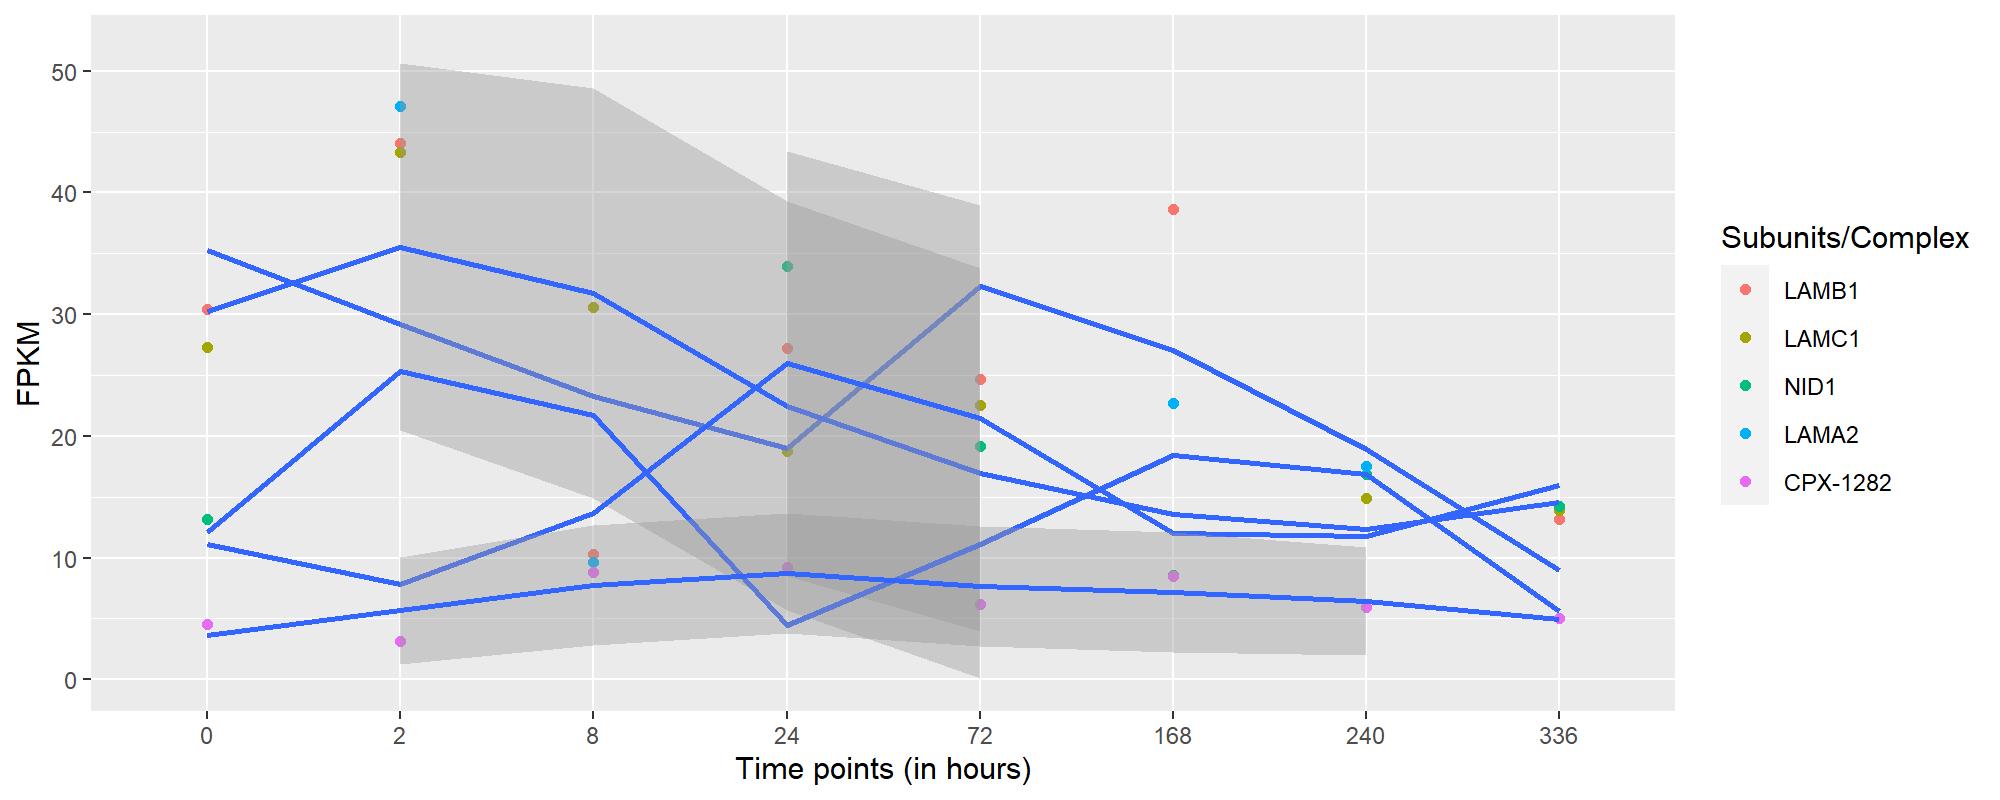 50
40
30
20
10
0
FPKM
0 2 8 24 72 168 240 336
Time points (in hours)
Subunits/Complex
LAMB1
LAMC1
NID1
LAMA2
CPX-1282